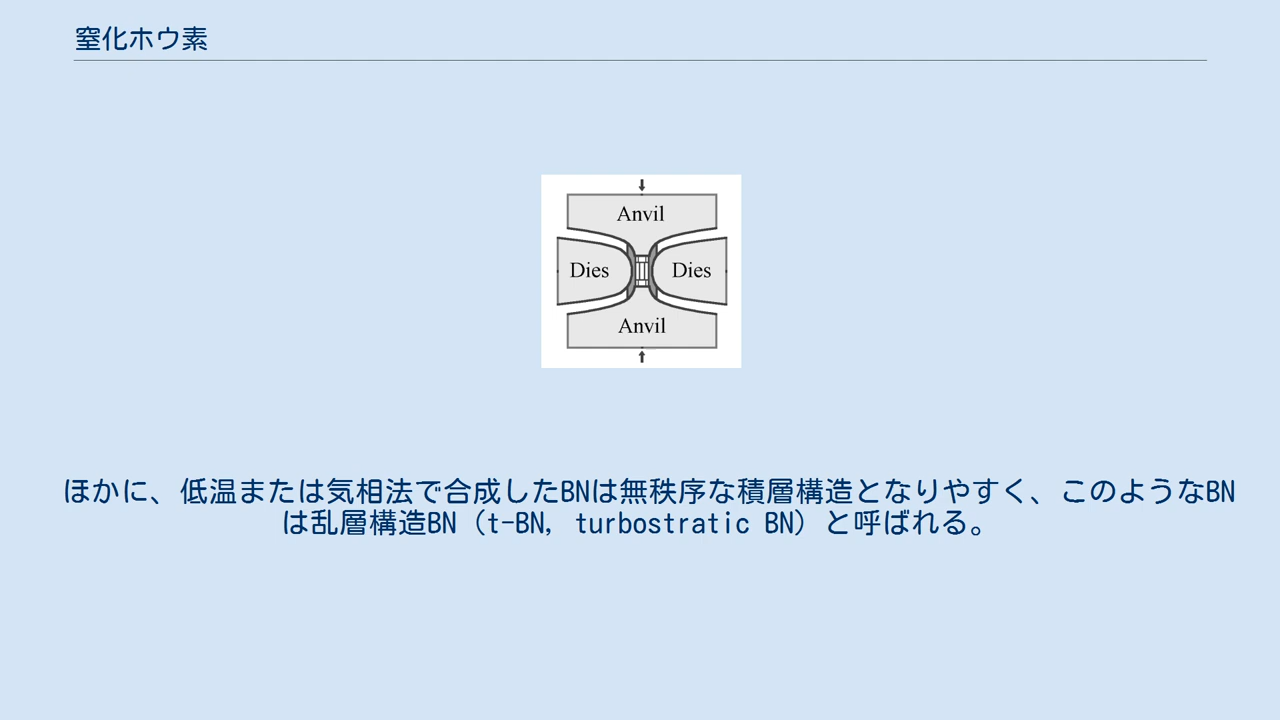 窒化ホウ素
Anvil
Dies Dies
Anvil
ほかに、低温または気相法で合成したBNは無秩序な積層構造となりやすく、このようなBN
は乱層構造BN（t-BN, turbostratic BN）と呼ばれる。